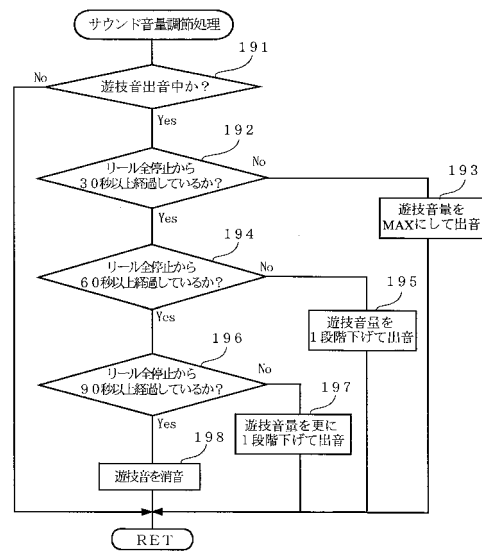 サウンド音量調節処理
191
遊技音出音中か?
No
Yes
192
リール全停止から
30秒以上経過しているか?
No
Yes
193
遊技音量を
MAXにして出音
194
リール全停止から
60秒以上経過しているか?
No
Yes
195
遊技音量を
1段階下げて出音
196
リール全停止から
90秒以上経過しているか?
No
Yes
197
遊技音量を更に
1段階下げて出音
198
遊技音を消音
RET